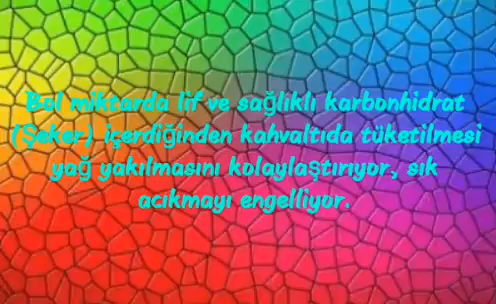 Bol miktarda lif ve sağlıklı karbonhidrat
(Şeker) içerdiğinden kahvaltıda tüketilmesi
yağ yakılmasını kolaylaştırıyor, sık
acıkmayı engelliyor.